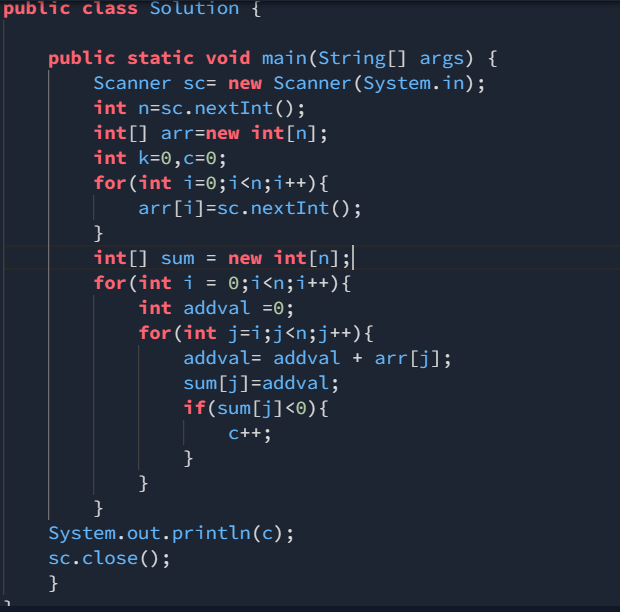 public class Solution {
    public static void main(String[] args) {
        Scanner sc= new Scanner(System.in);
        int n=sc.nextInt();
        int[] arr=new int[n];
        int k=0,c=0;
        for(int i=0;i<n;i++){
            arr[i]=sc.nextInt();
        }
        int[] sum = new int[n];
        for(int i = 0;i<n;i++){
            int addval =0;
            for(int j=i;j<n;j++){
                addval= addval + arr[j];
                sum[j]=addval;
                if(sum[j]<0){
                    c++;
                }
            }
        }
    System.out.println(c);
    sc.close();
    }
}